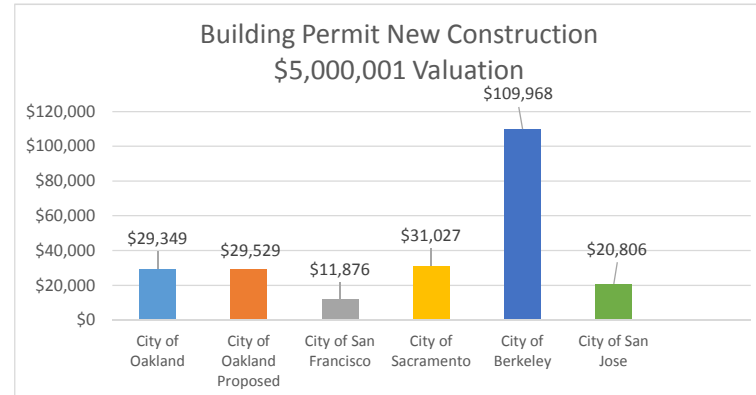 Building Permit New Construction
$5,000,001 Valuation
$109,968
$120,000
$100,000
$80,000
$60,000
$40,000
$20,000
$0
$29,349
$29,529
$11,876
$31,027
$20,806
City of
Oakland
City of
Oakland
Proposed
City of San
Francisco
City of
Sacramento
City of
Berkeley
City of San
Jose